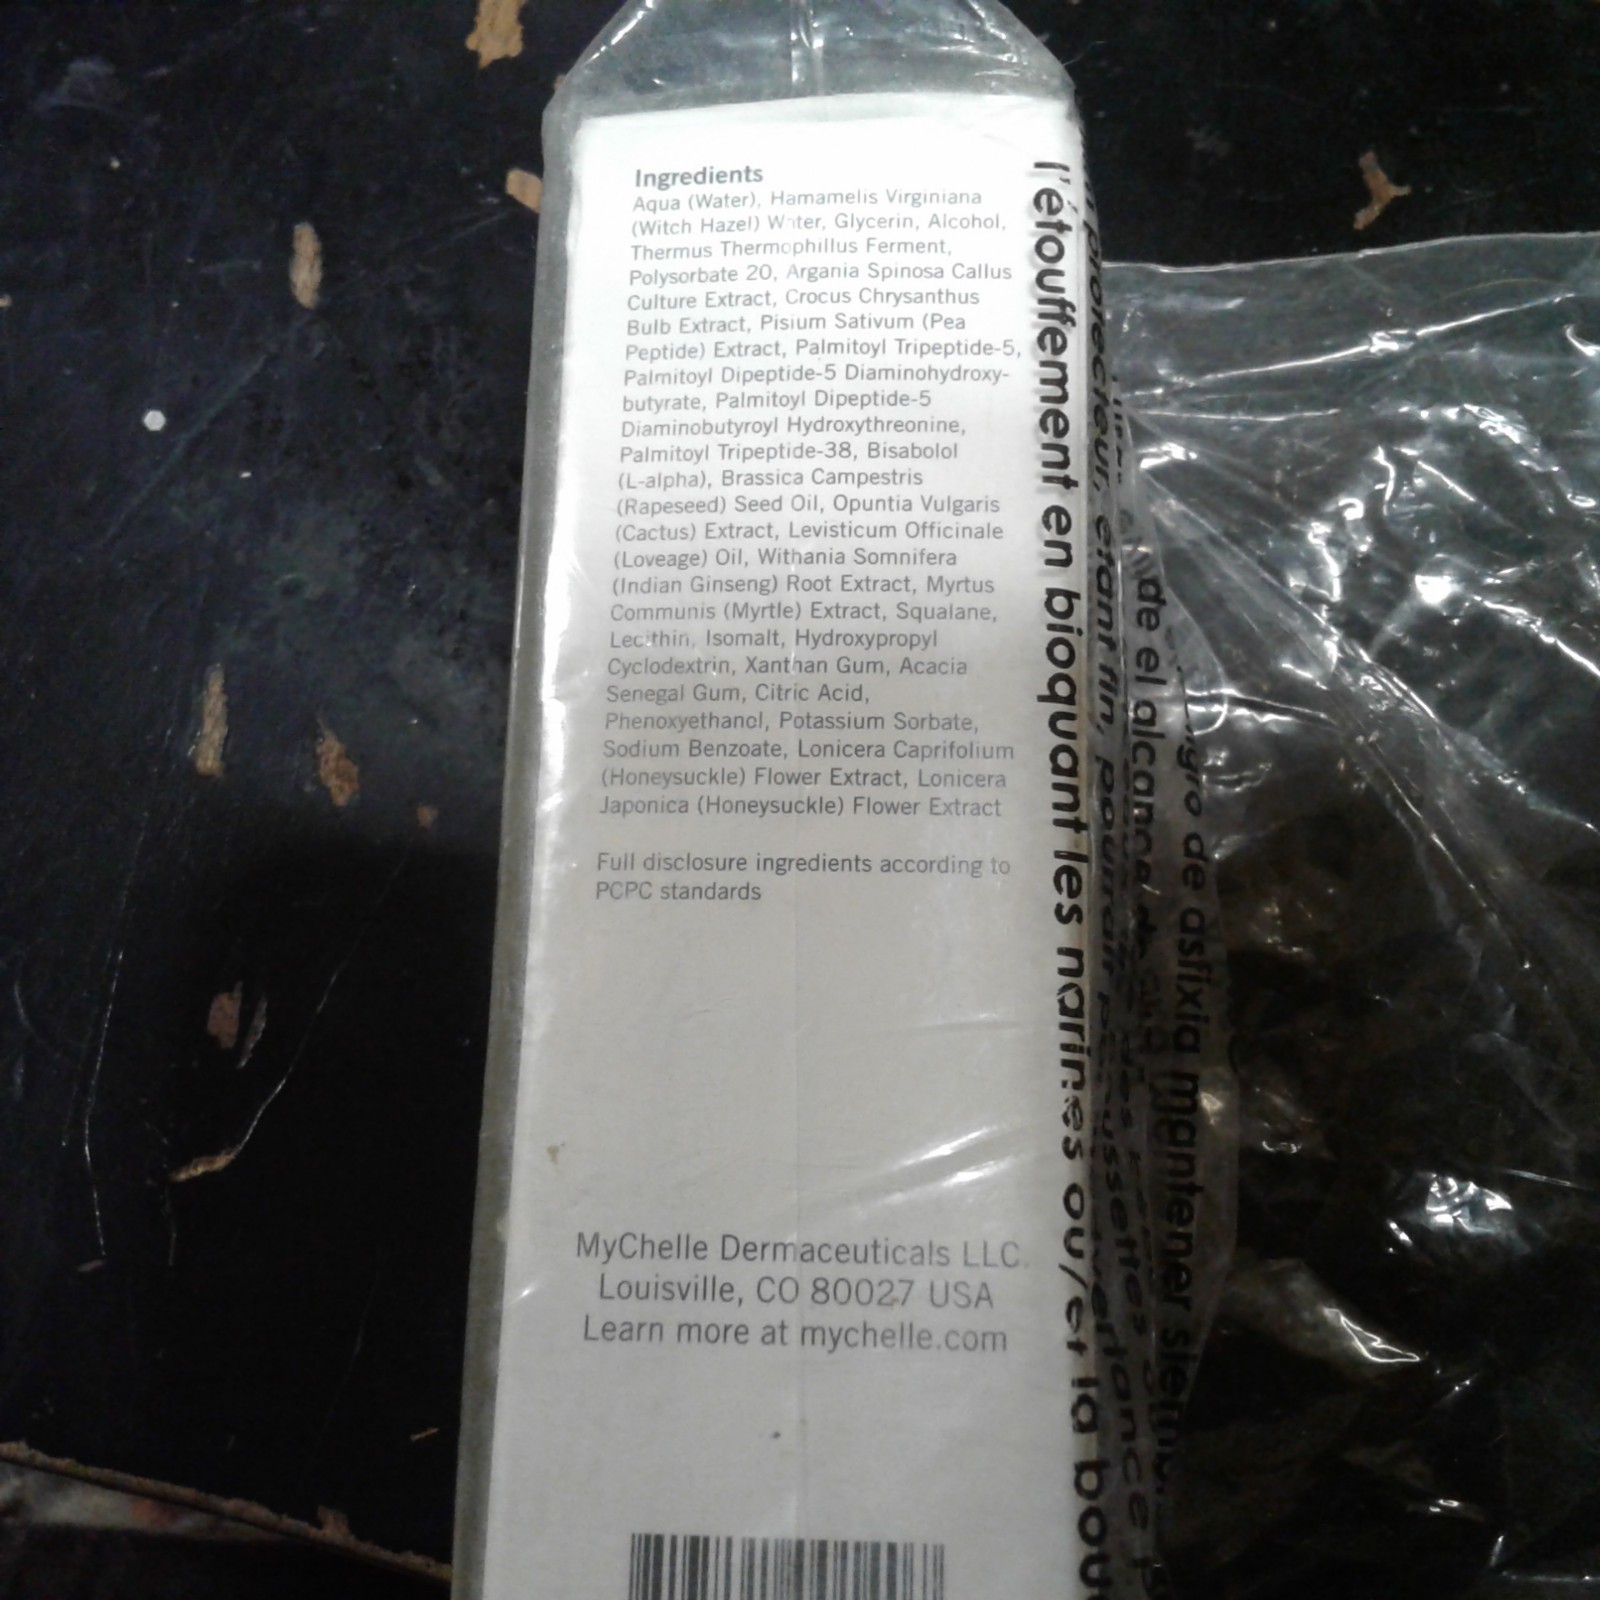 Ingredients
Aqua (Water), Hamamelis Virginiana
(Witch Hazel) Water, Glycerin, Alcohol,
Thermus Thermophillus Ferment,
Polysorbate 20, Argania Spinosa Callus
Culture Extract, Crocus Chrysanthus
Bulb Extract, Pisium Sativum (Pea
Peptide) Extract, Palmitoyl Tripeptide-5,
Palmitoyl Dipeptide-5 Diaminohydroxy-
butyrate, Palmitoyl Dipeptide-5
Diaminobutyroyl Hydroxythreonine,
Palmitoyl Tripeptide-38, Bisabolol
(L-alpha), Brassica Campestris
(Rapeseed) Seed Oil, Opuntia Vulgaris
(Cactus) Extract, Levisticum Officinale
(Loveage) Oil, Withania Somnifera
(Indian Ginseng) Root Extract, Myrtus
Communis (Myrtle) Extract, Squalane,
Lecithin, Isomalt, Hydroxypropyl
Cyclodextrin, Xanthan Gum, Acacia
Senegal Gum, Citric Acid,
Phenoxyethanol, Potassium Sorbate,
Sodium Benzoate, Lonicera Caprifolium
(Honeysuckle) Flower Extract, Lonicera
Japonica (Honeysuckle) Flower Extract
Full disclosure ingredients according to
PCPC standards
MyChelle Dermaceuticals LLC.
Louisville, CO 80027 USA
Learn more at mychelle.com
l'étouffement en bioquant les narines ou/et la
protecteur, étant fin, pourrait
de el alcance de
de asfixia mantener